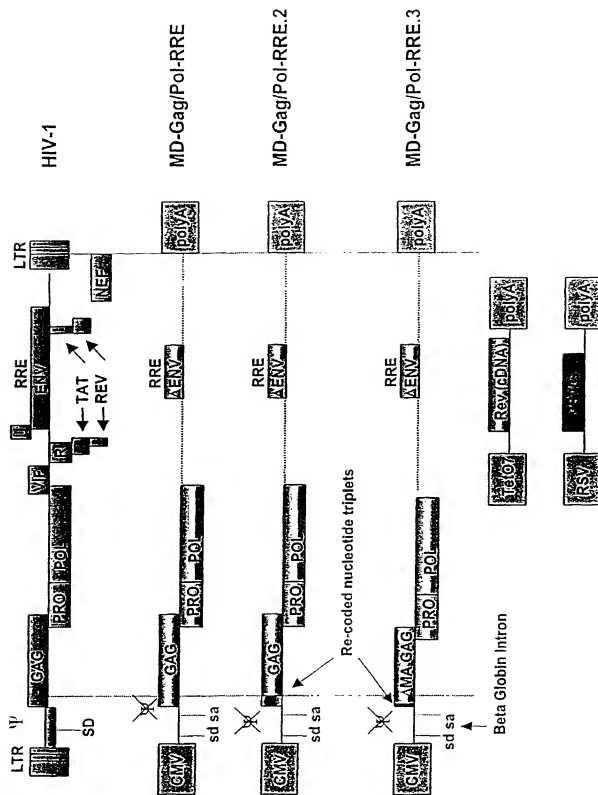 HIV-1
LTR
Ψ
SD
GAG
PRO
POL
VIF
U
RRE
ENV
TAT
REV
NEF
LTR
MD-Gag/Pol-RRE
CMV
Ψ
sd sa
GAG
PRO
POL
RRE
ΔENV
polyA
MD-Gag/Pol-RRE.2
CMV
Ψ
sd sa
GAG
PRO
POL
RRE
ΔENV
polyA
Re-coded nucleotide triplets
MD-Gag/Pol-RRE.3
CMV
Ψ
sd sa
ΔMA-GAG
PRO
POL
RRE
ΔENV
polyA
Beta Globin Intron
TetO7
Rev (cDNA)
polyA
RSV
polyA